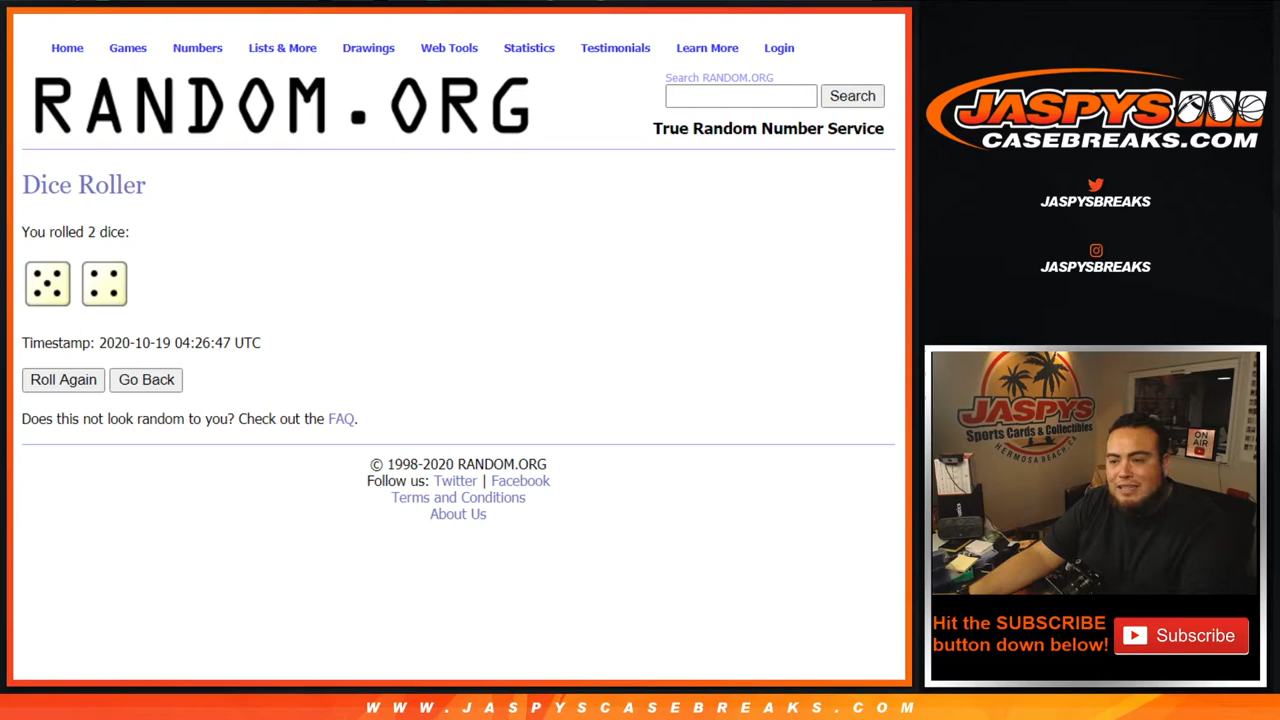 Home Games Numbers Lists & More Drawings Web Tools Statistics Testimonials Learn More Login
RANDOM.ORG
Search RANDOM.ORG
Search
True Random Number Service
Dice Roller
You rolled 2 dice:
Timestamp: 2020-10-19 04:26:47 UTC
Roll Again Go Back
Does this not look random to you? Check out the FAQ.
© 1998-2020 RANDOM.ORG
Follow us: Twitter | Facebook
Terms and Conditions
About Us
JASPYS
CASEBREAKS.COM
JASPYSBREAKS
JASPYSBREAKS
JASPYS
Sports Cards & Collectibles
HERMOSA BEACH, CA
ON
AIR
Hit the SUBSCRIBE
button down below!
Subscribe
WWW.JASPYSCASEBREAKS.COM